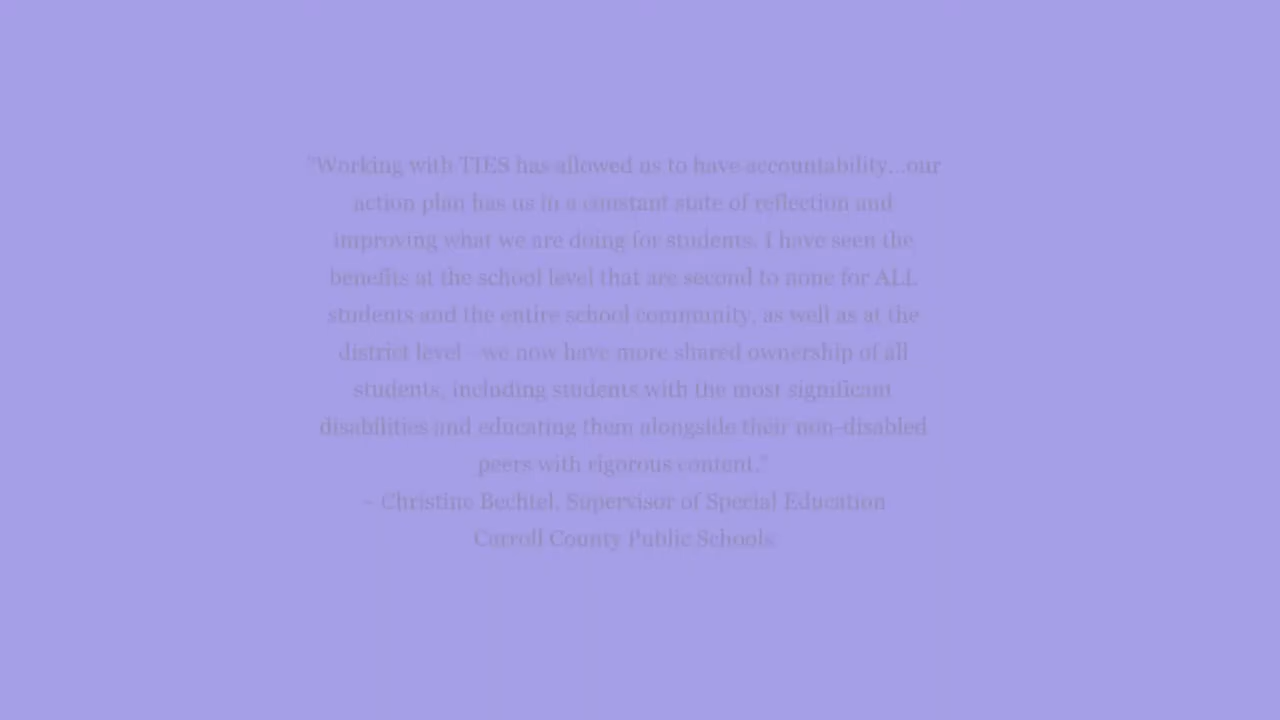 "Working with TIES has allowed us to have accountability...our
action plan has us in a constant state of reflection and
improving what we are doing for students. I have seen the
benefits at the school level that are second to none for ALL
students and the entire school community, as well as at the
district level - we now have more shared ownership of all
students, including students with the most significant
disabilities and educating them alongside their non-disabled
peers with rigorous content."
- Christine Bechtel, Supervisor of Special Education
Carroll County Public Schools